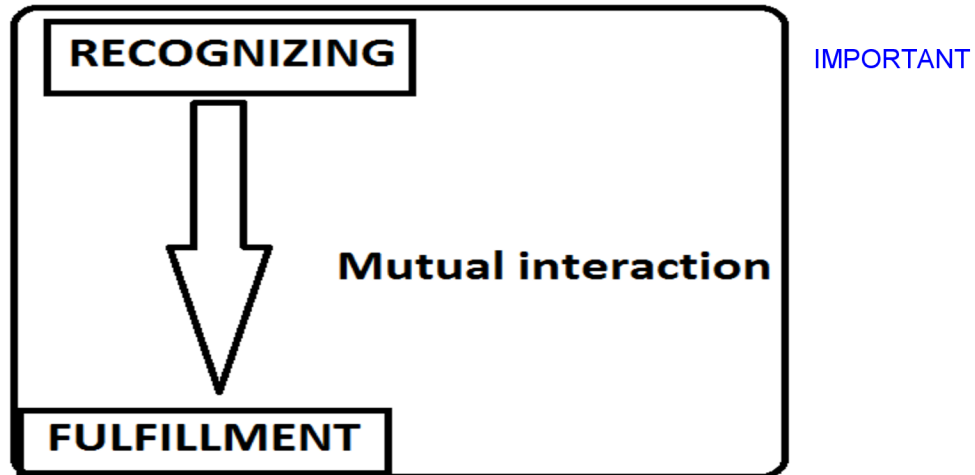 RECOGNIZING
IMPORTANT
Mutual interaction
FULFILLMENT